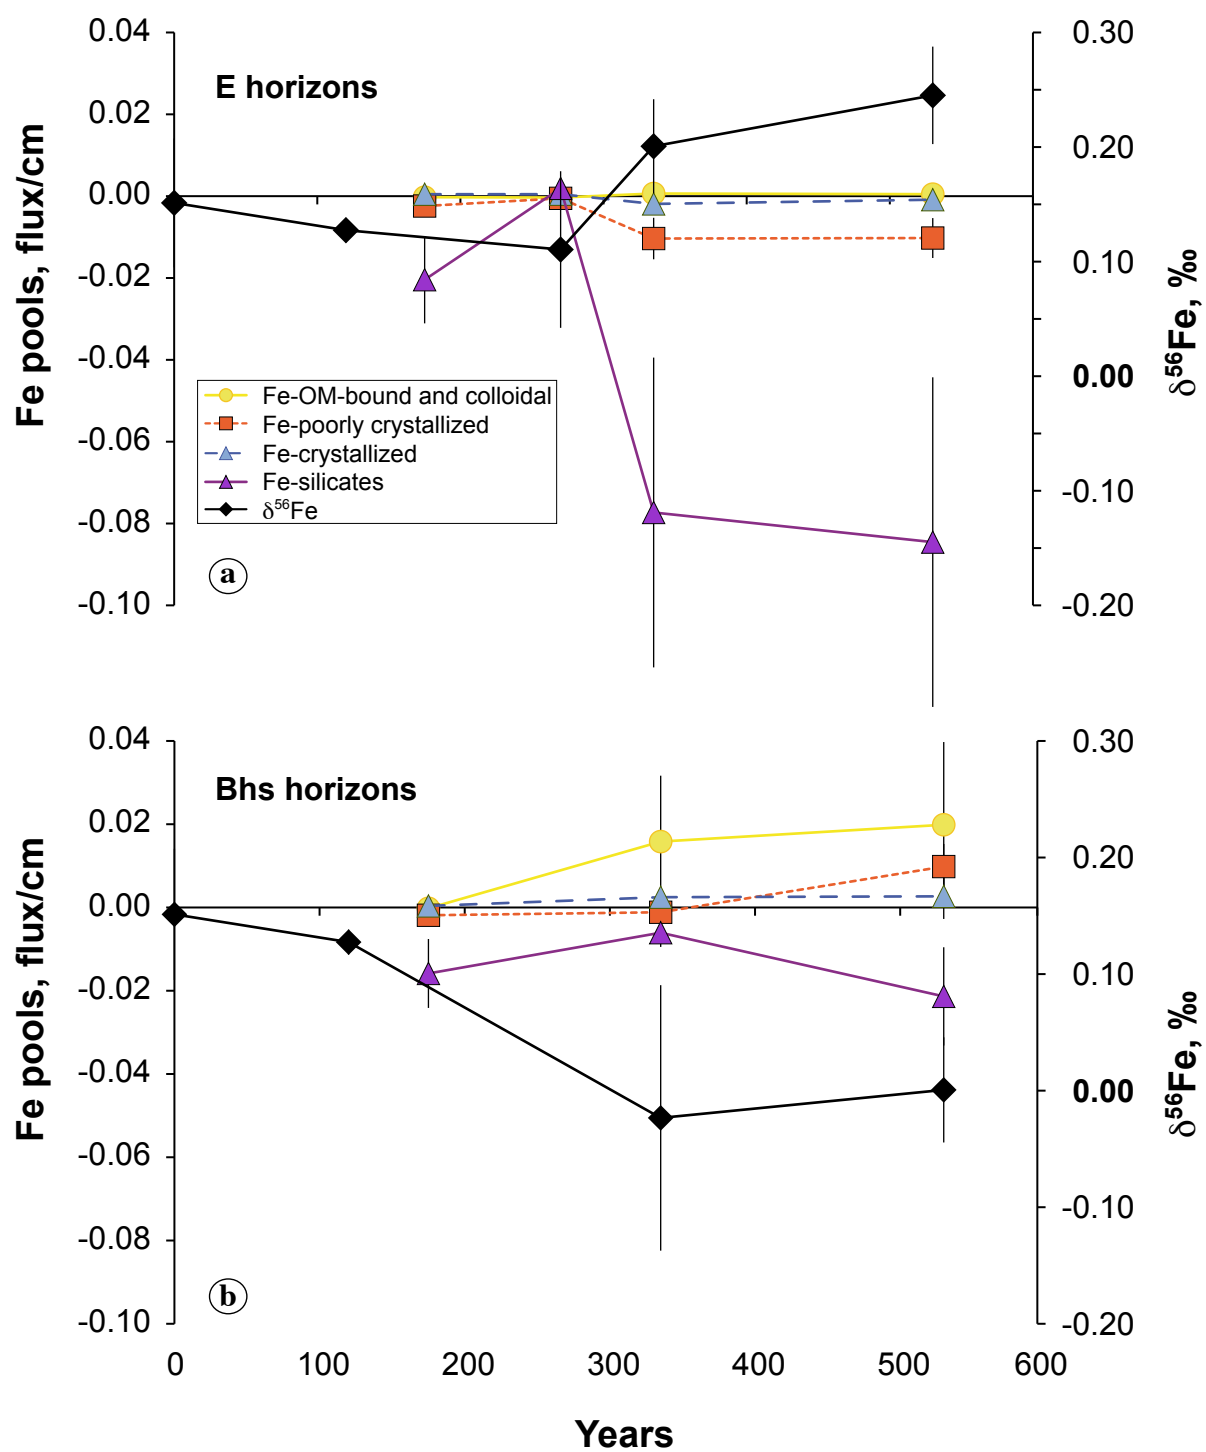 0.04
0.02
0.00
-0.02
-0.04
-0.06
-0.08
-0.10
Fe pools, flux/cm
E horizons
0.30
0.20
0.10
0.00
-0.10
-0.20
δ⁵⁶Fe, ‰
Fe-OM-bound and colloidal
Fe-poorly crystallized
Fe-crystallized
Fe-silicates
δ⁵⁶Fe
a
0.04
0.02
0.00
-0.02
-0.04
-0.06
-0.08
-0.10
Fe pools, flux/cm
Bhs horizons
0.30
0.20
0.10
0.00
-0.10
-0.20
δ⁵⁶Fe, ‰
b
0 100 200 300 400 500 600
Years